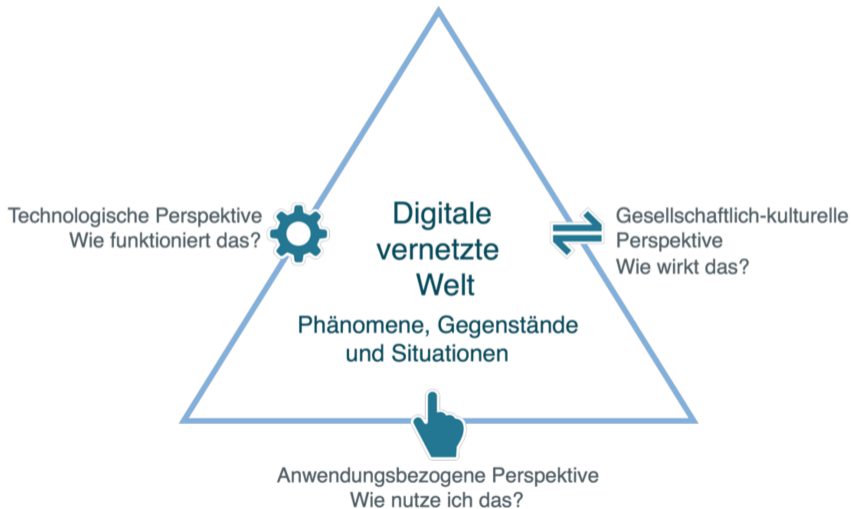 Technologische Perspektive
Wie funktioniert das?
Digitale
vernetzte
Welt
Phänomene, Gegenstände
und Situationen
Gesellschaftlich-kulturelle
Perspektive
Wie wirkt das?
Anwendungsbezogene Perspektive
Wie nutze ich das?